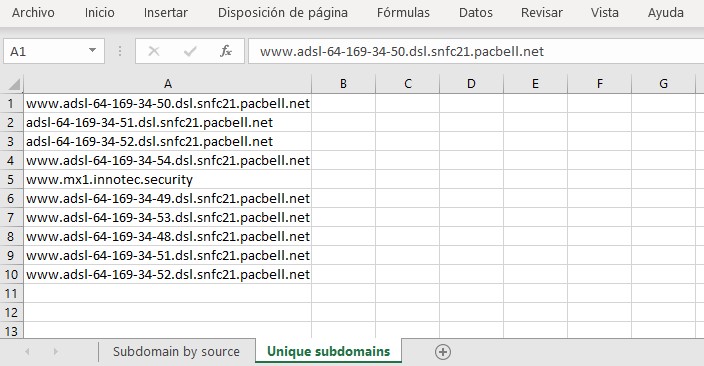 Archivo Inicio Insertar Disposición de página Fórmulas Datos Revisar Vista Ayuda
A1 fx www.adsl-64-169-34-50.dsl.snfc21.pacbell.net
A B C D E F G
1 www.adsl-64-169-34-50.dsl.snfc21.pacbell.net
2 adsl-64-169-34-51.dsl.snfc21.pacbell.net
3 adsl-64-169-34-52.dsl.snfc21.pacbell.net
4 www.adsl-64-169-34-54.dsl.snfc21.pacbell.net
5 www.mx1.innotec.security
6 www.adsl-64-169-34-49.dsl.snfc21.pacbell.net
7 www.adsl-64-169-34-53.dsl.snfc21.pacbell.net
8 www.adsl-64-169-34-48.dsl.snfc21.pacbell.net
9 www.adsl-64-169-34-51.dsl.snfc21.pacbell.net
10 www.adsl-64-169-34-52.dsl.snfc21.pacbell.net
11
12
13
Subdomain by source Unique subdomains